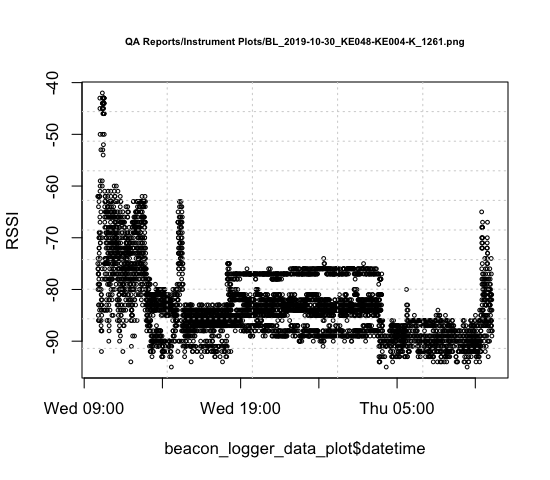 QA Reports/Instrument Plots/BL_2019-10-30_KE048-KE004-K_1261.png
-40
-50
-60
-70
-80
-90
RSSI
Wed 09:00 Wed 19:00 Thu 05:00
beacon_logger_data_plot$datetime